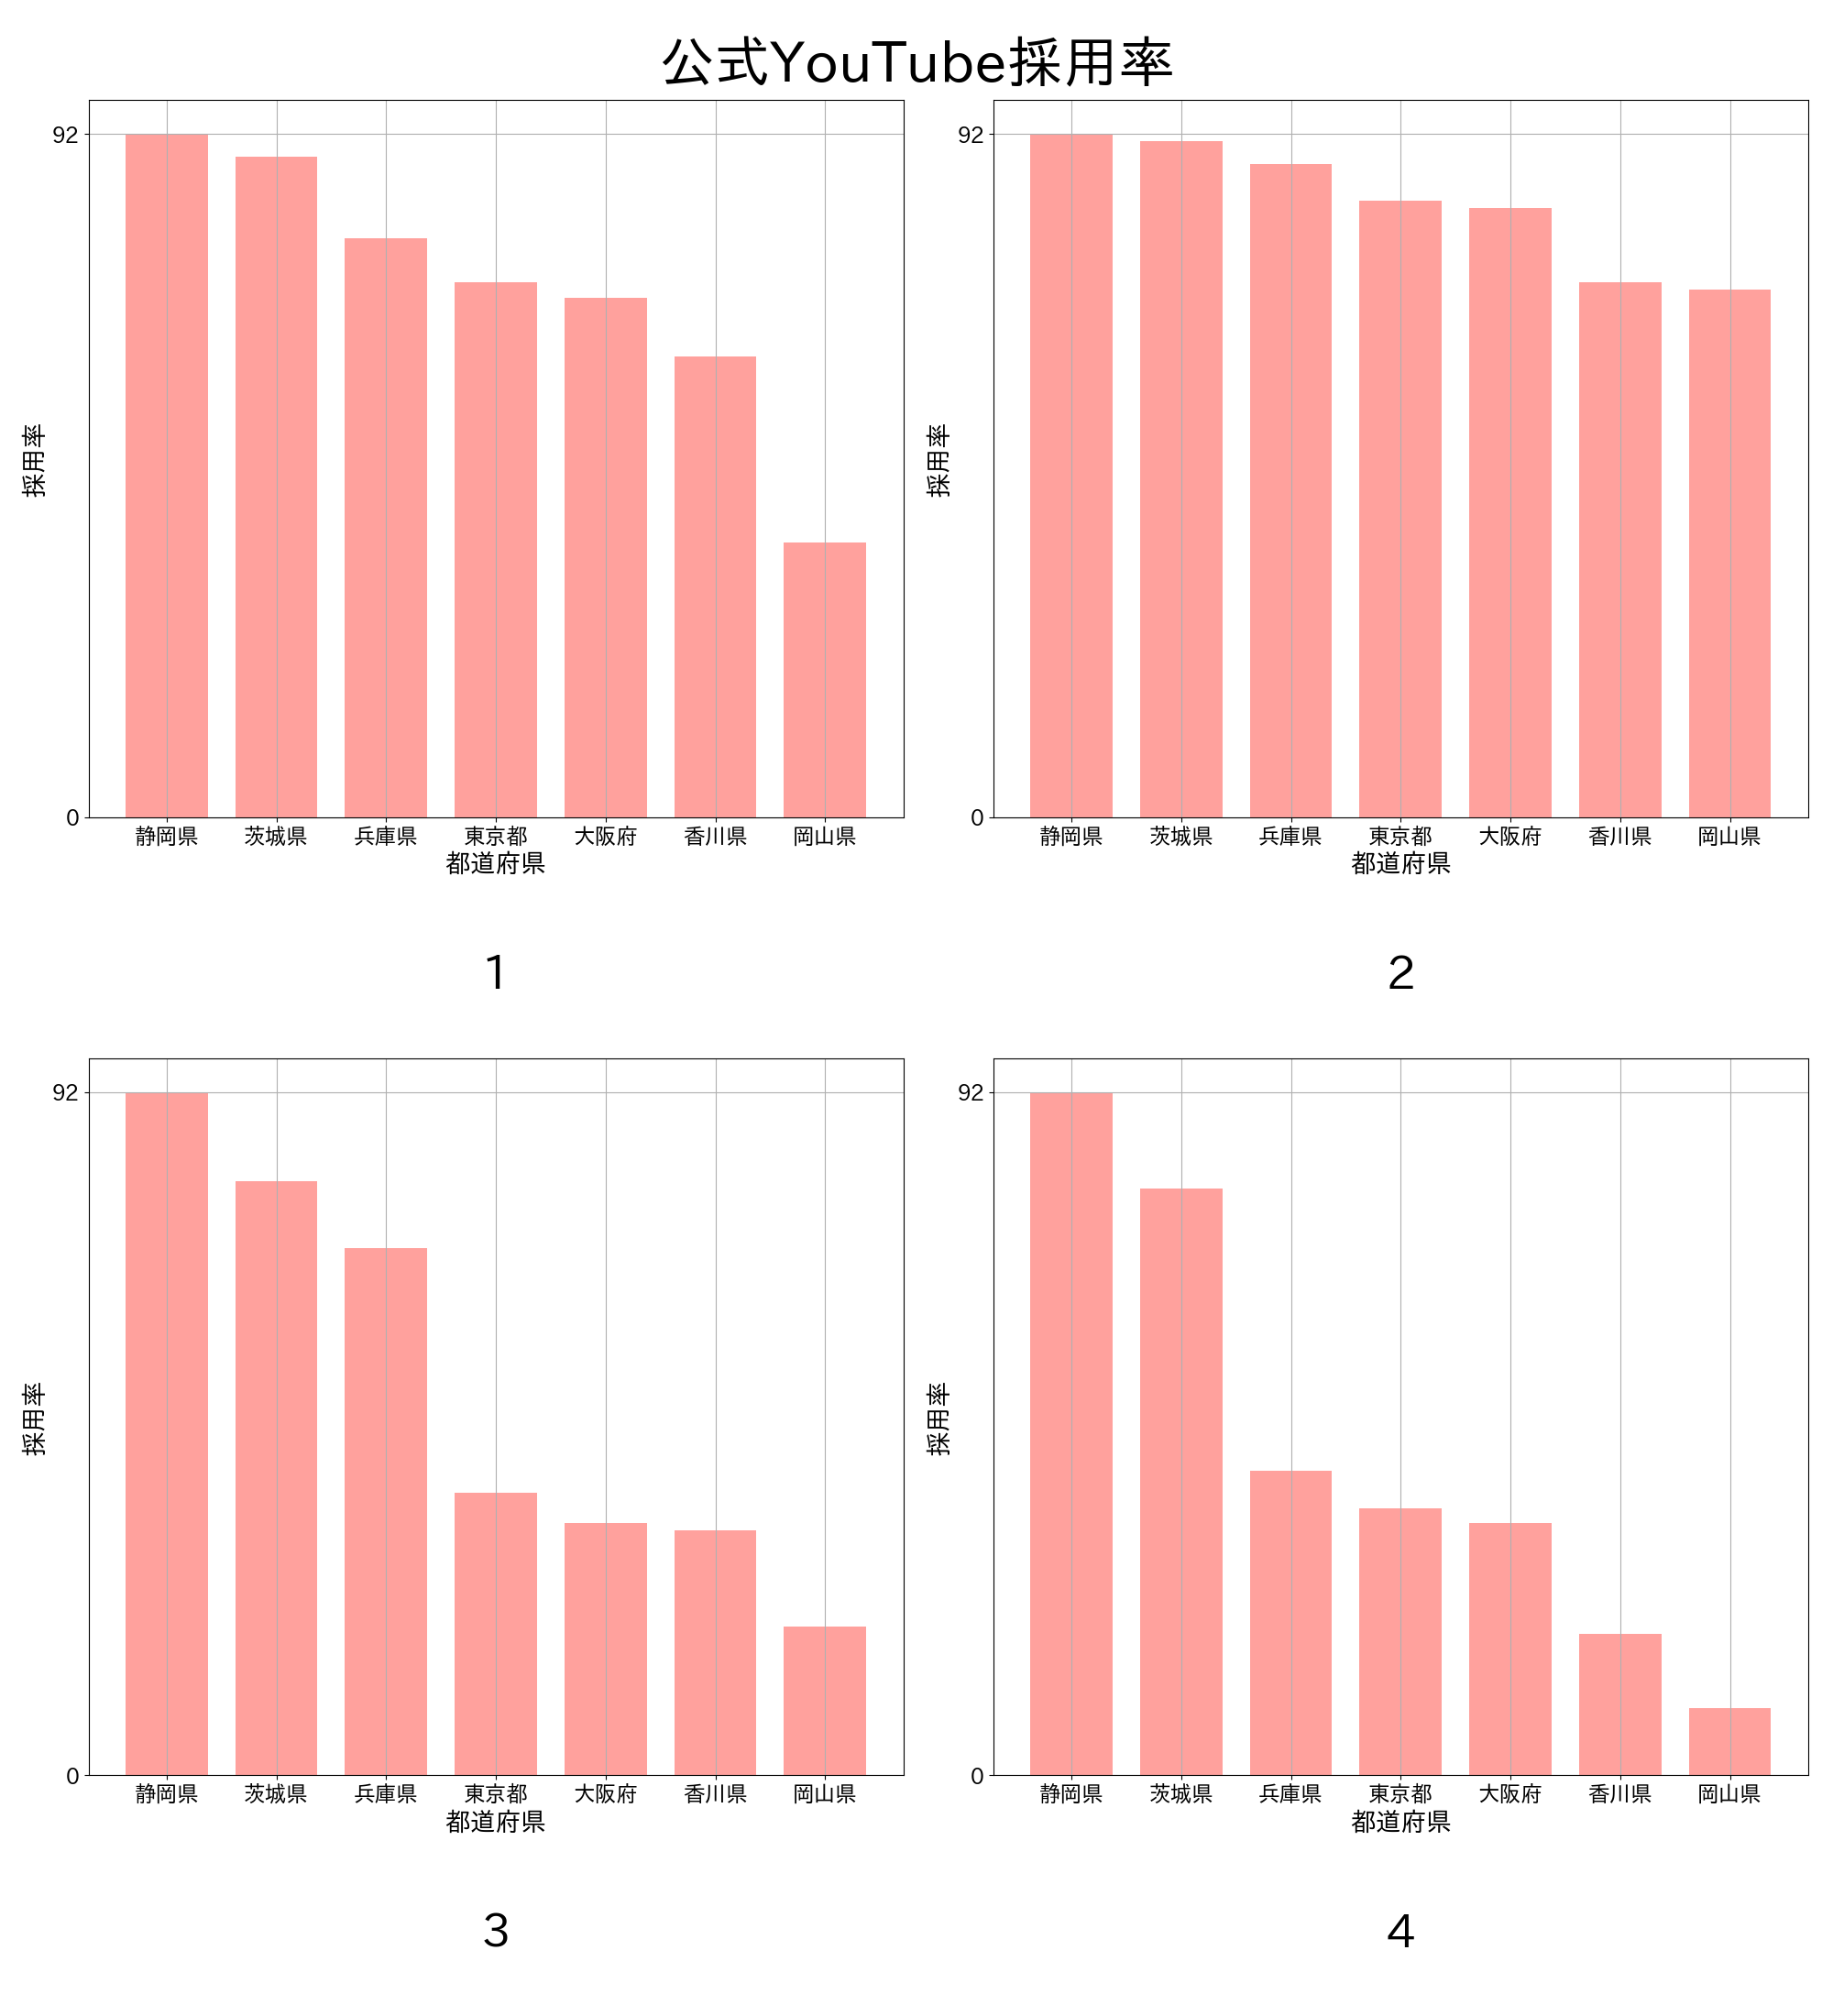 公式YouTube採用率
92
採用率
0
静岡県 茨城県 兵庫県 東京都 大阪府 香川県 岡山県
都道府県
1
92
採用率
0
静岡県 茨城県 兵庫県 東京都 大阪府 香川県 岡山県
都道府県
2
92
採用率
0
静岡県 茨城県 兵庫県 東京都 大阪府 香川県 岡山県
都道府県
3
92
採用率
0
静岡県 茨城県 兵庫県 東京都 大阪府 香川県 岡山県
都道府県
4